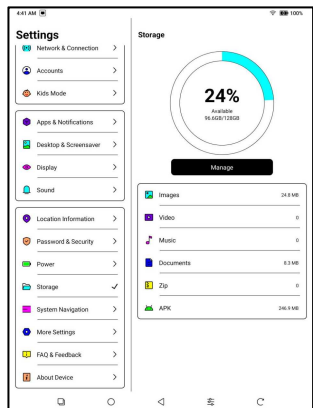 4:41 AM
100%
Settings
Network & Connection
Accounts
Kids Mode
Apps & Notifications
Desktop & Screensaver
Display
Sound
Location Information
Password & Security
Power
Storage
System Navigation
More Settings
FAQ & Feedback
About Device
Storage
24%
Available
96.6GB/128GB
Manage
Images 24.8 MB
Video 0
Music 0
Documents 8.3 MB
Zip 0
APK 246.9 MB